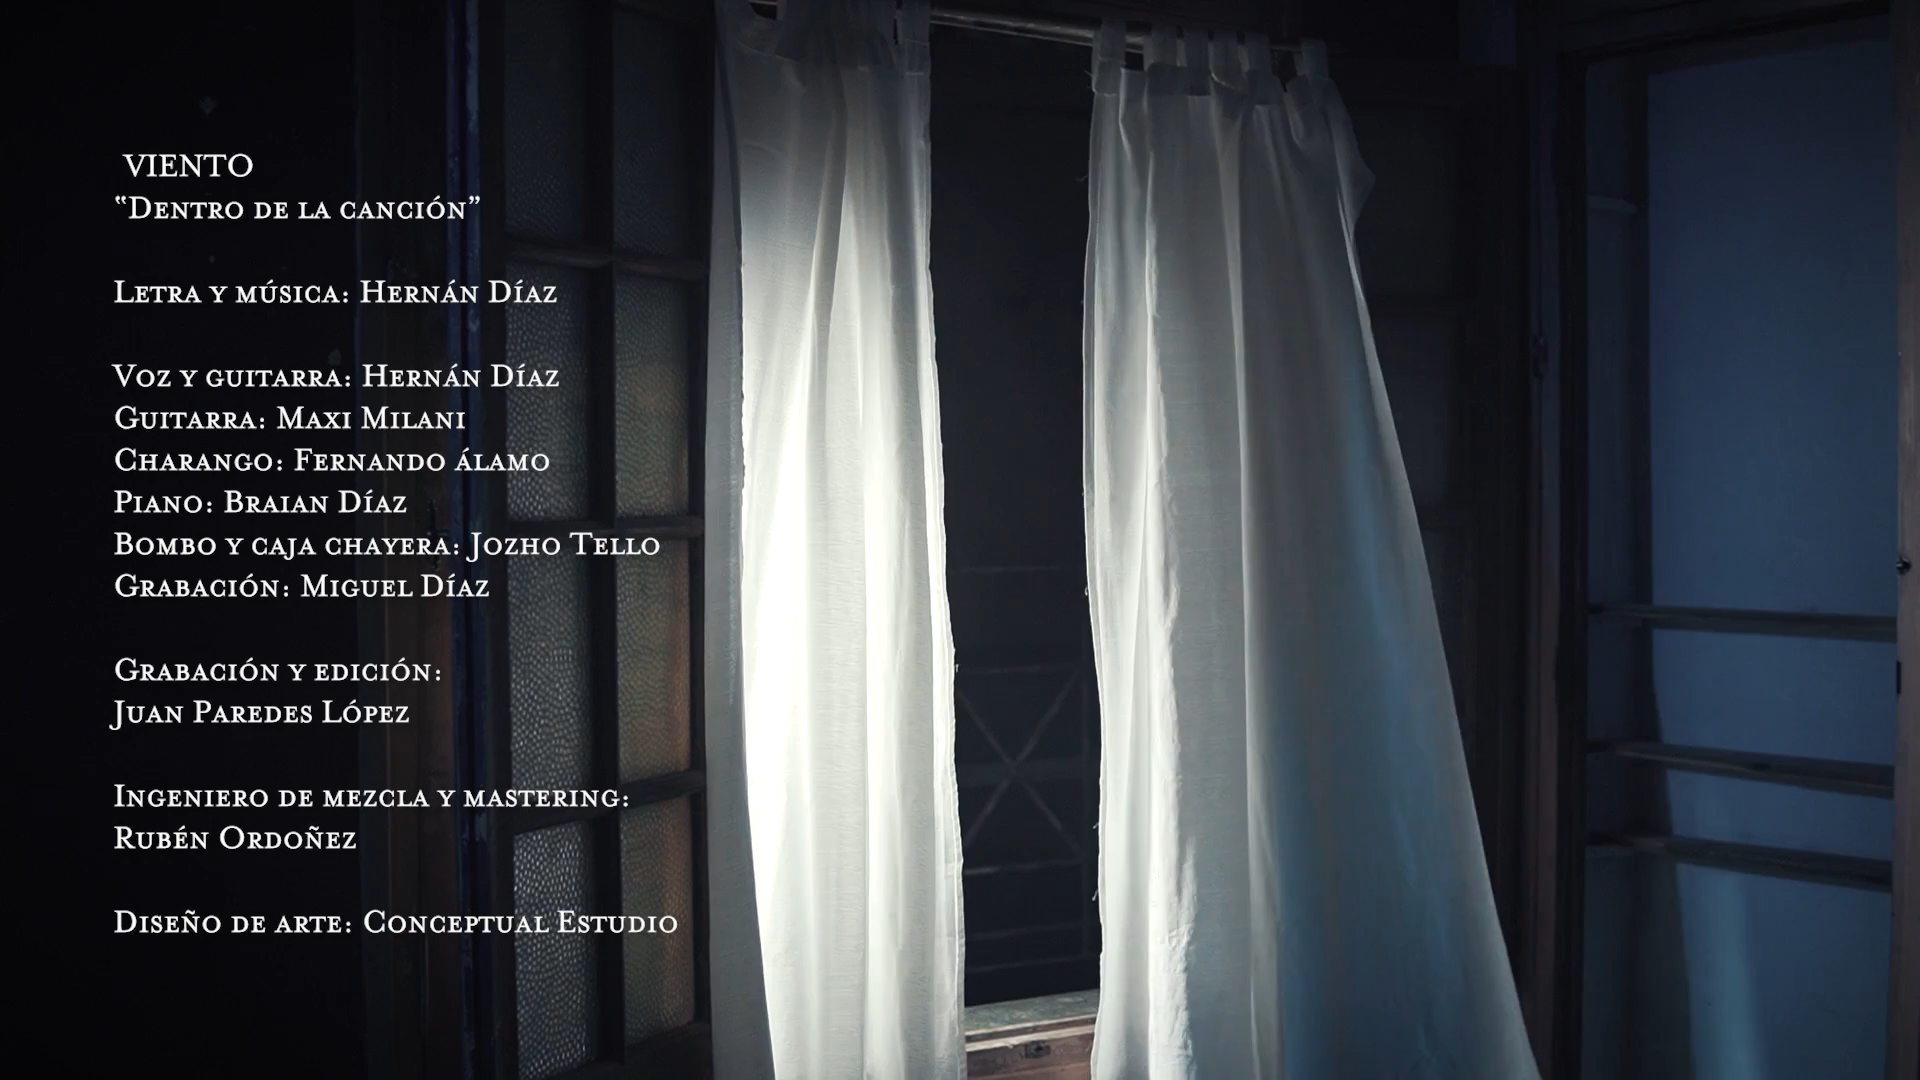 VIENTO
“Dentro de la canción”
Letra y música: Hernán Díaz
Voz y guitarra: Hernán Díaz
Guitarra: Maxi Milani
Charango: Fernando álamo
Piano: Braian Díaz
Bombo y caja chayera: Jozho Tello
Grabación: Miguel Díaz
Grabación y edición:
Juan Paredes López
Ingeniero de mezcla y mastering:
Rubén Ordoñez
Diseño de arte: Conceptual Estudio